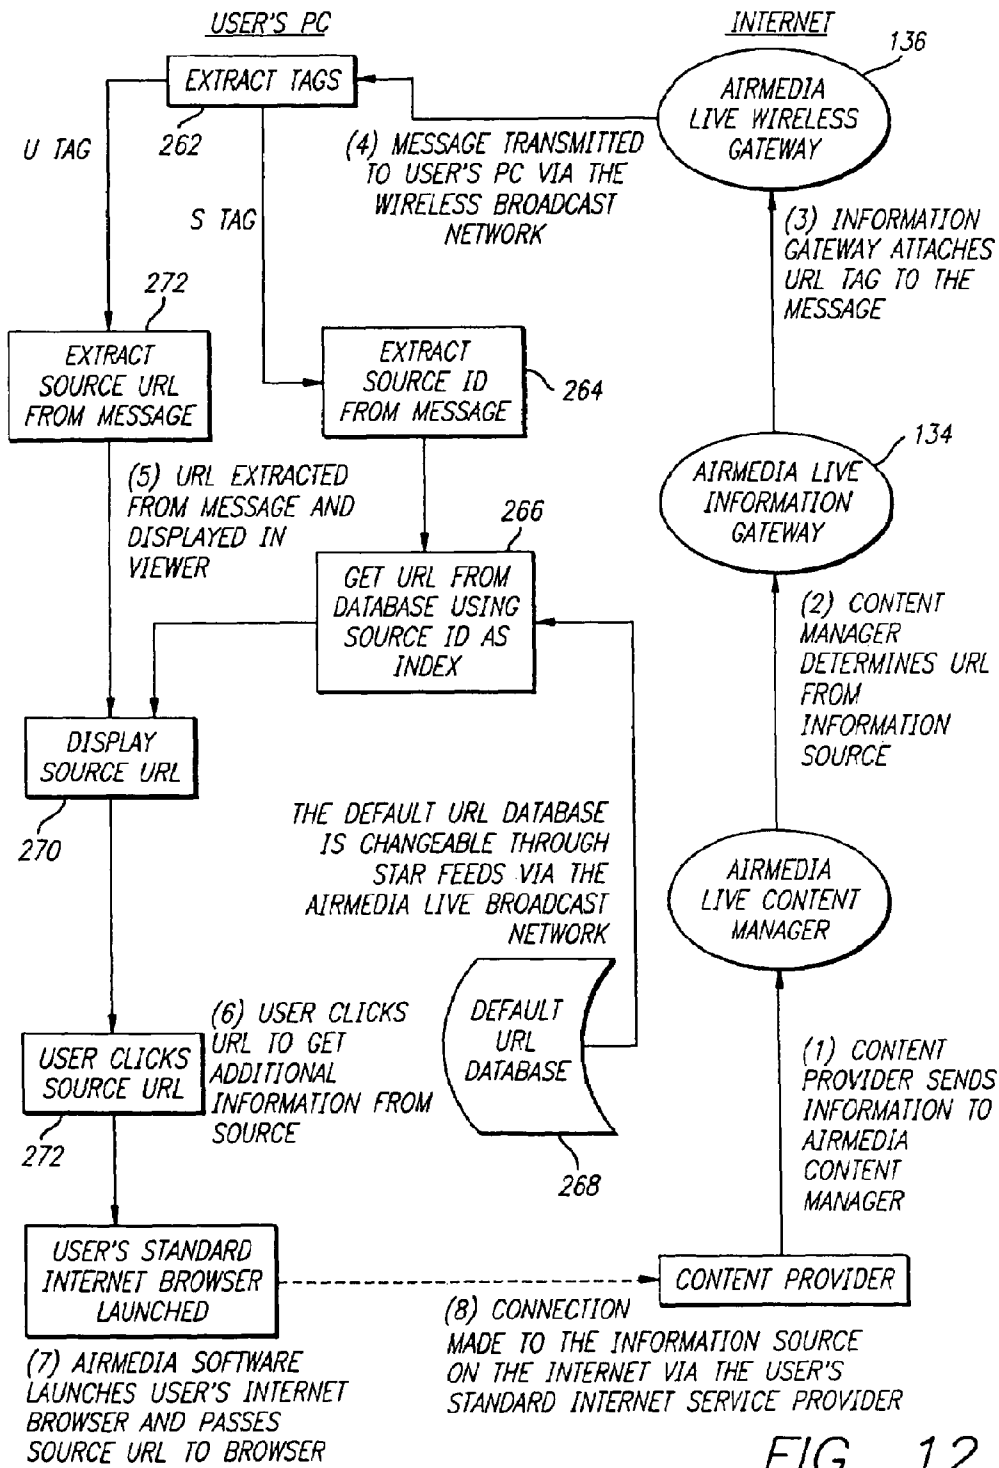 USER'S PC
INTERNET
136
EXTRACT TAGS
AIRMEDIA
LIVE WIRELESS
GATEWAY
U TAG
262
(4) MESSAGE TRANSMITTED
TO USER'S PC VIA THE
WIRELESS BROADCAST
NETWORK
S TAG
(3) INFORMATION
GATEWAY ATTACHES
URL TAG TO THE
MESSAGE
272
EXTRACT
SOURCE URL
FROM MESSAGE
EXTRACT
SOURCE ID
FROM MESSAGE
264
134
AIRMEDIA LIVE
INFORMATION
GATEWAY
(5) URL EXTRACTED
FROM MESSAGE AND
DISPLAYED IN
VIEWER
266
GET URL FROM
DATABASE USING
SOURCE ID AS
INDEX
(2) CONTENT
MANAGER
DETERMINES URL
FROM
INFORMATION
SOURCE
DISPLAY
SOURCE URL
270
THE DEFAULT URL DATABASE
IS CHANGEABLE THROUGH
STAR FEEDS VIA THE
AIRMEDIA LIVE BROADCAST
NETWORK
AIRMEDIA
LIVE CONTENT
MANAGER
DEFAULT
URL
DATABASE
268
(6) USER CLICKS
URL TO GET
ADDITIONAL
INFORMATION FROM
SOURCE
USER CLICKS
SOURCE URL
272
(1) CONTENT
PROVIDER SENDS
INFORMATION TO
AIRMEDIA
CONTENT
MANAGER
USER'S STANDARD
INTERNET BROWSER
LAUNCHED
CONTENT PROVIDER
(8) CONNECTION
MADE TO THE INFORMATION SOURCE
ON THE INTERNET VIA THE USER'S
STANDARD INTERNET SERVICE PROVIDER
(7) AIRMEDIA SOFTWARE
LAUNCHES USER'S INTERNET
BROWSER AND PASSES
SOURCE URL TO BROWSER
FIG. 12